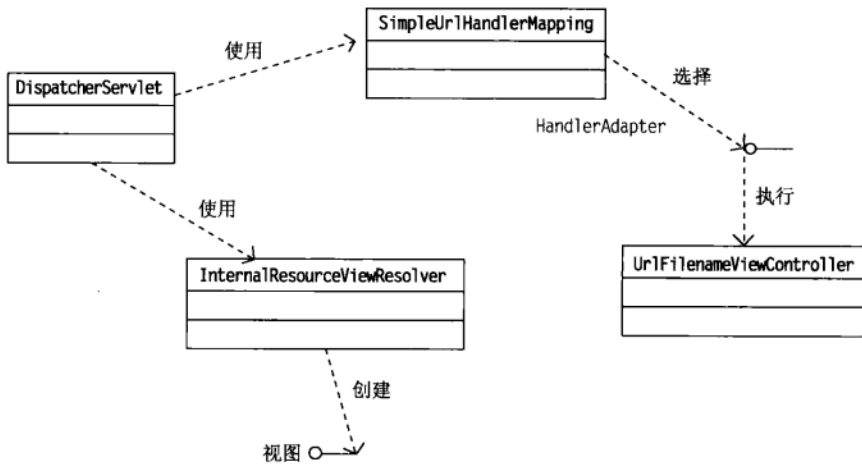 SimpleUrlHandlerMapping
使用
DispatcherServlet
选择
HandlerAdapter
使用
执行
InternalResourceViewResolver
UrlFilenameViewController
创建
视图